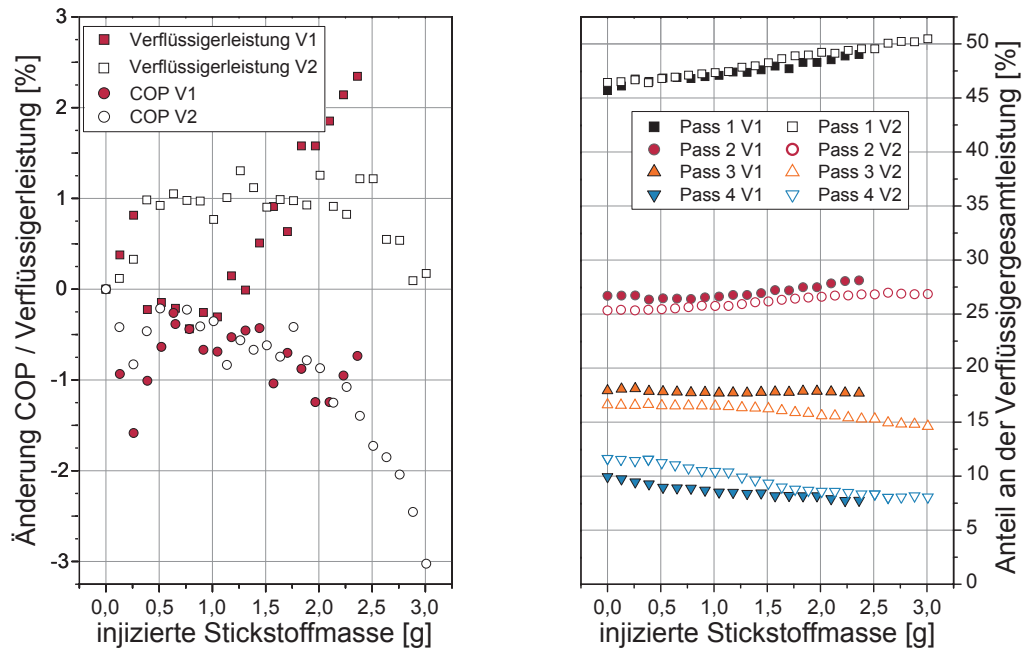 Änderung COP / Verflüssigerleistung [%]
3
2
1
0
-1
-2
-3
Verflüssigerleistung V1
Verflüssigerleistung V2
COP V1
COP V2
0,0 0,5 1,0 1,5 2,0 2,5 3,0
injizierte Stickstoffmasse [g]
Pass 1 V1 Pass 1 V2
Pass 2 V1 Pass 2 V2
Pass 3 V1 Pass 3 V2
Pass 4 V1 Pass 4 V2
50
45
40
35
30
25
20
15
10
5
0
Anteil an der Verflüssigergesamtleistung [%]
0,0 0,5 1,0 1,5 2,0 2,5 3,0
injizierte Stickstoffmasse [g]